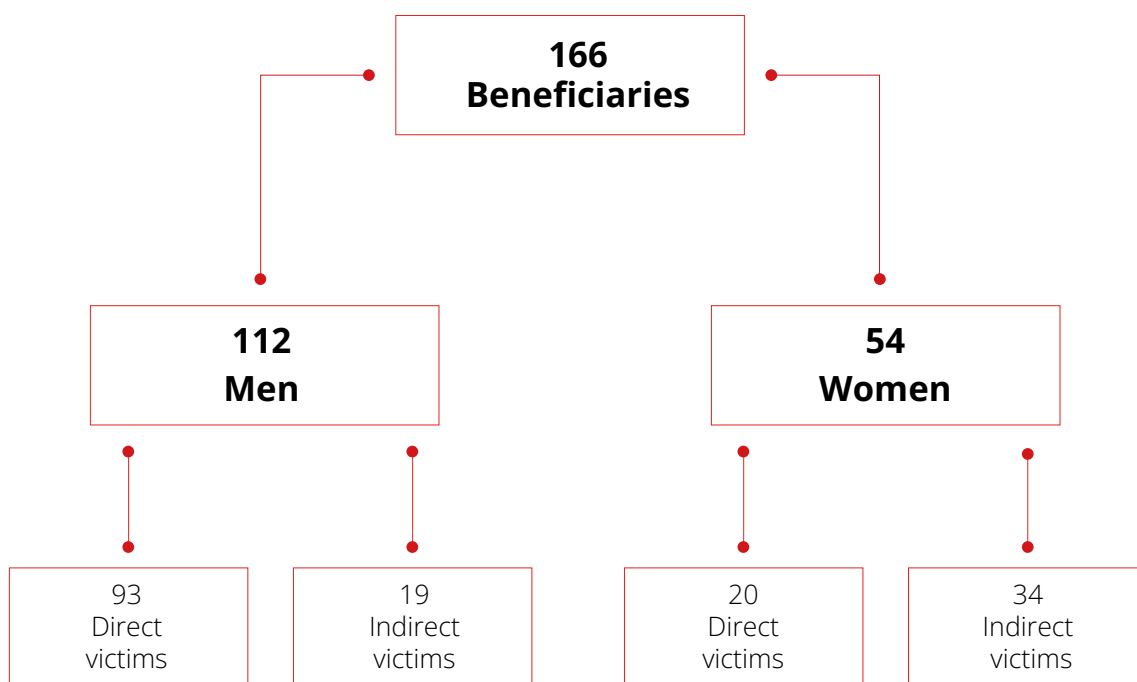 166
Beneficiaries
112
Men
54
Women
93
Direct
victims
19
Indirect
victims
20
Direct
victims
34
Indirect
victims